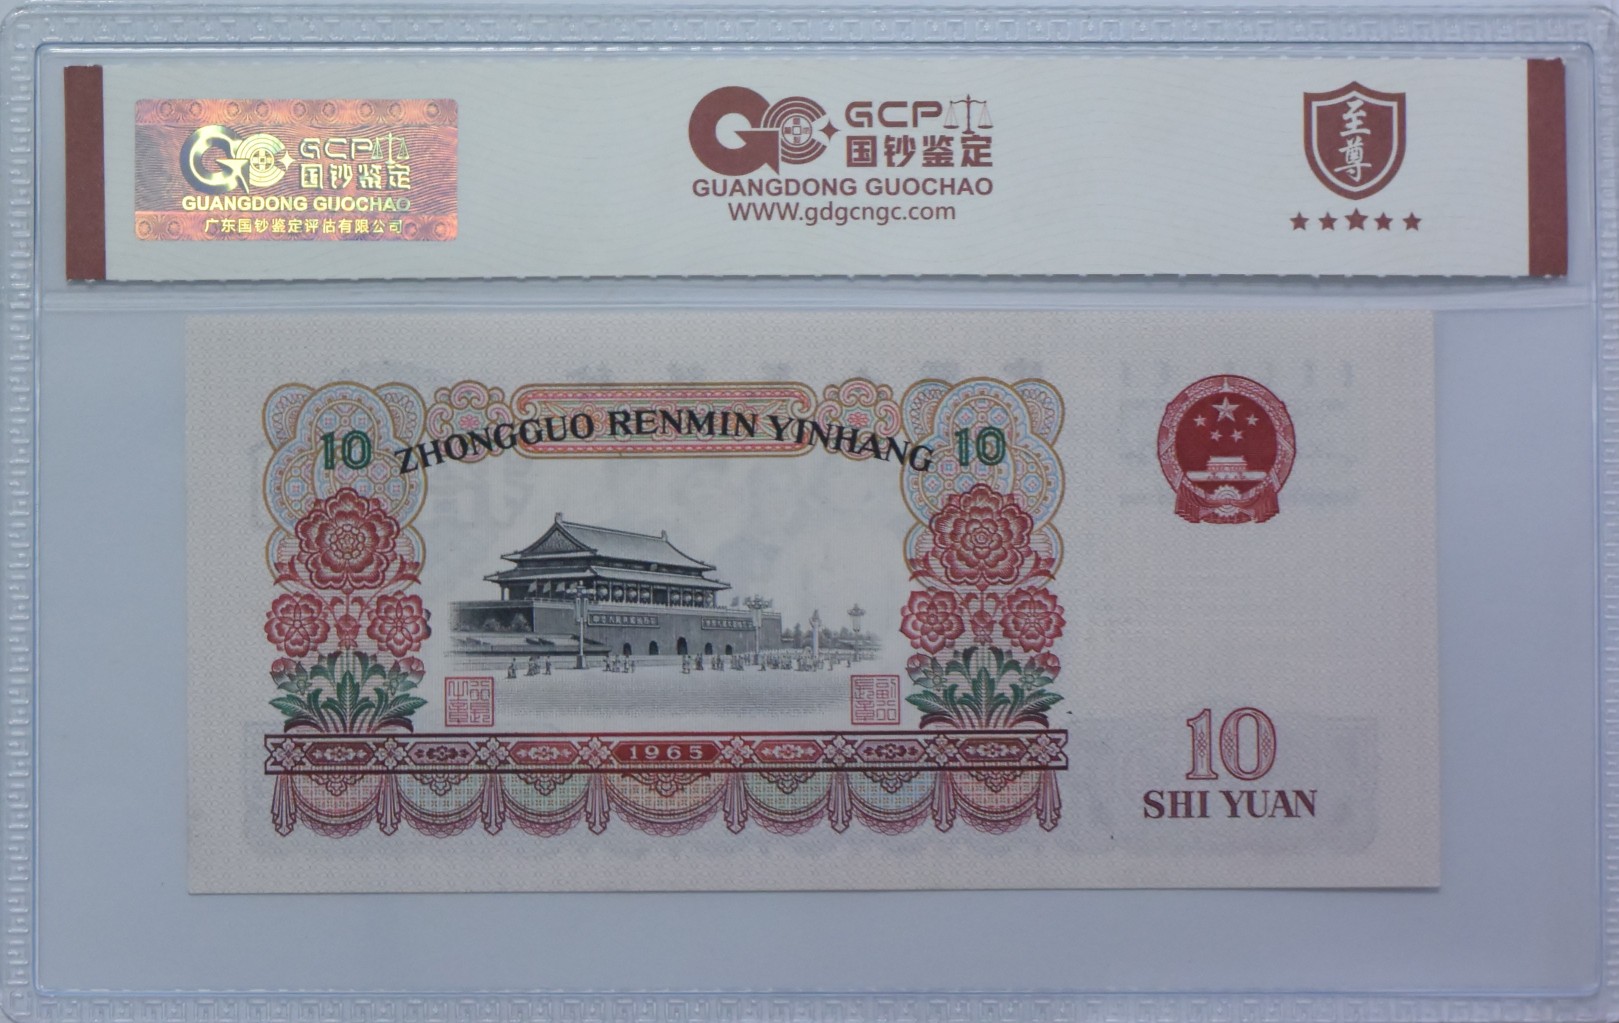 GCP
国钞鉴定
GUANGDONG GUOCHAO
广东国钞鉴定评估有限公司
GCP
国钞鉴定
GUANGDONG GUOCHAO
WWW.gdgcngc.com
至尊
10 ZHONGGUO RENMIN YINHANG 10
1965
10
SHI YUAN